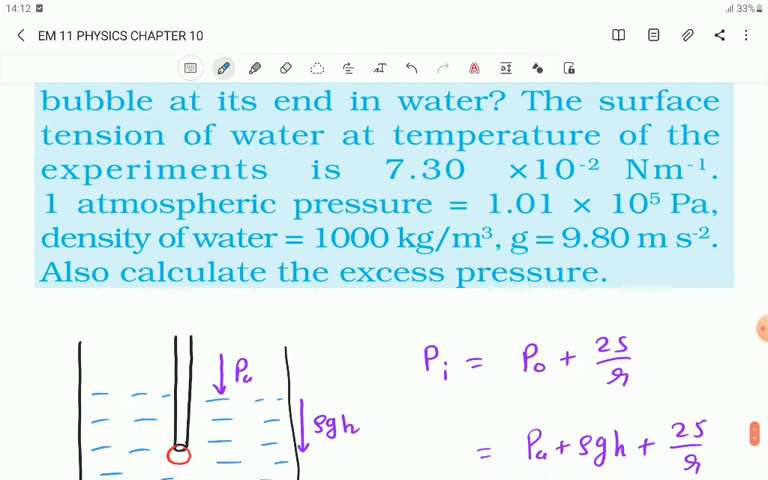 14:12 33%
EM 11 PHYSICS CHAPTER 10
bubble at its end in water? The surface
tension of water at temperature of the
experiments is 7.30 ×10⁻² Nm⁻¹.
1 atmospheric pressure = 1.01 × 10⁵ Pa,
density of water = 1000 kg/m³, g = 9.80 m s⁻².
Also calculate the excess pressure.
Pᵢ = P₀ + 2S/r
Pa
ρgh
= Pa + ρgh + 2S/r